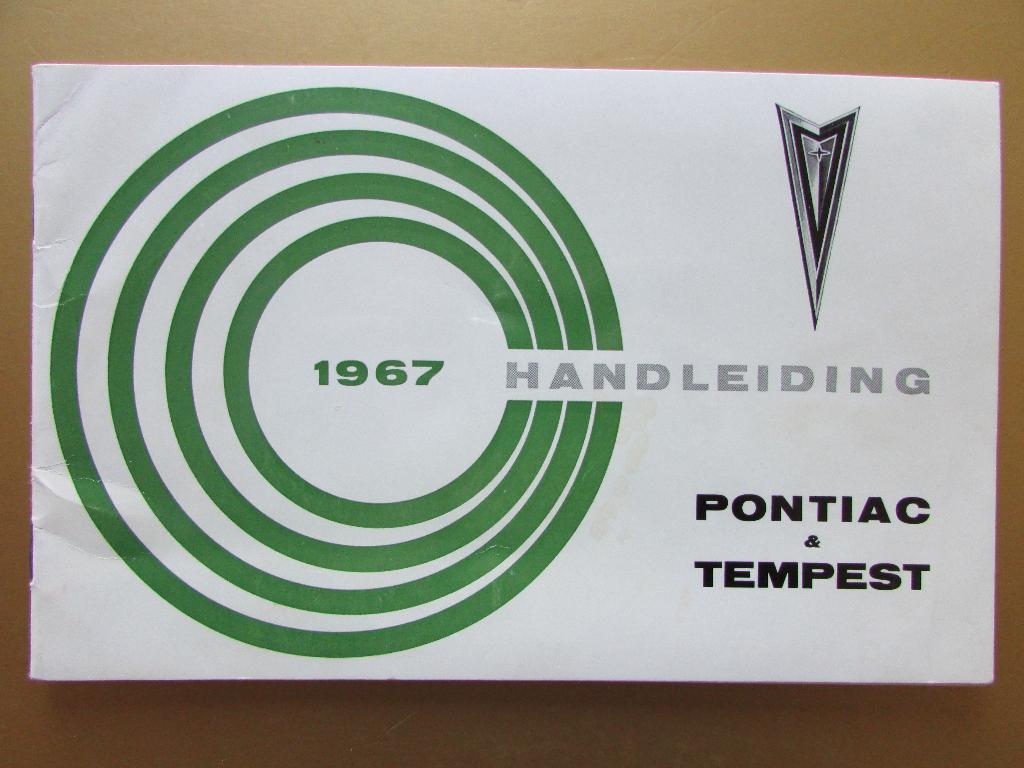 1967 HANDLEIDING
PONTIAC
&
TEMPEST